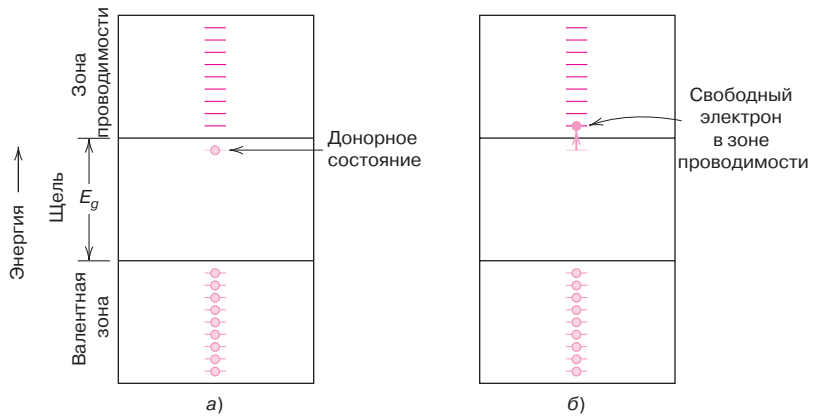 Зона
проводимости
Донорное
состояние
Энергия
Щель
E_g
Валентная
зона
а)
Свободный
электрон
в зоне
проводимости
б)